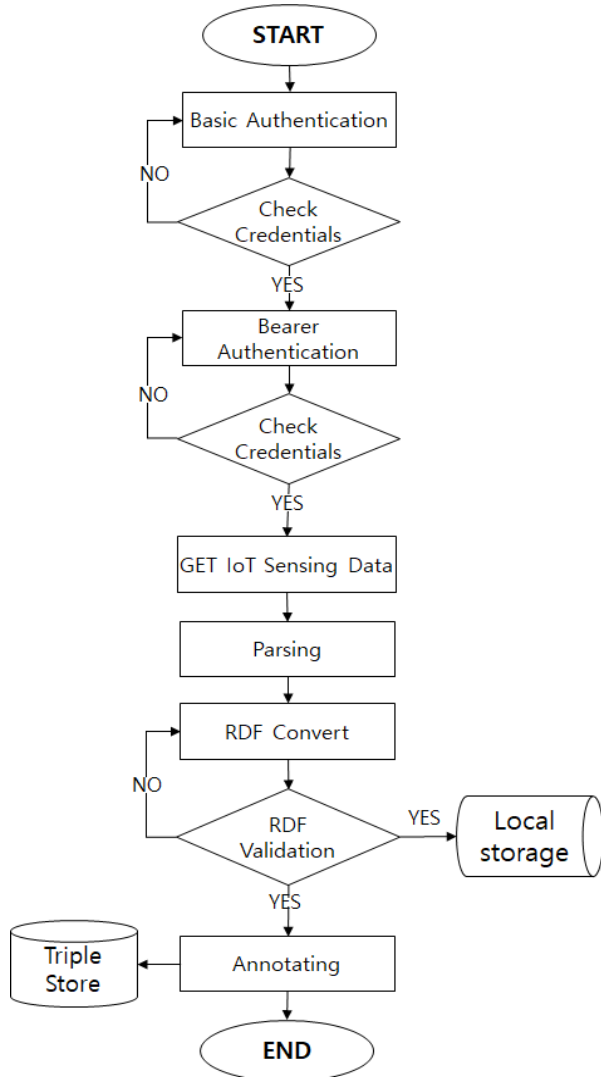 START
Basic Authentication
NO
Check
Credentials
YES
Bearer
Authentication
NO
Check
Credentials
YES
GET IoT Sensing Data
Parsing
RDF Convert
NO
RDF
Validation
YES
Local
storage
YES
Triple
Store
Annotating
END